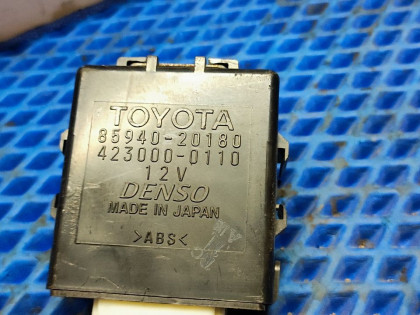 TOYOTA
85940-20180
423000-0110
12V
DENSO
MADE IN JAPAN
>ABS<